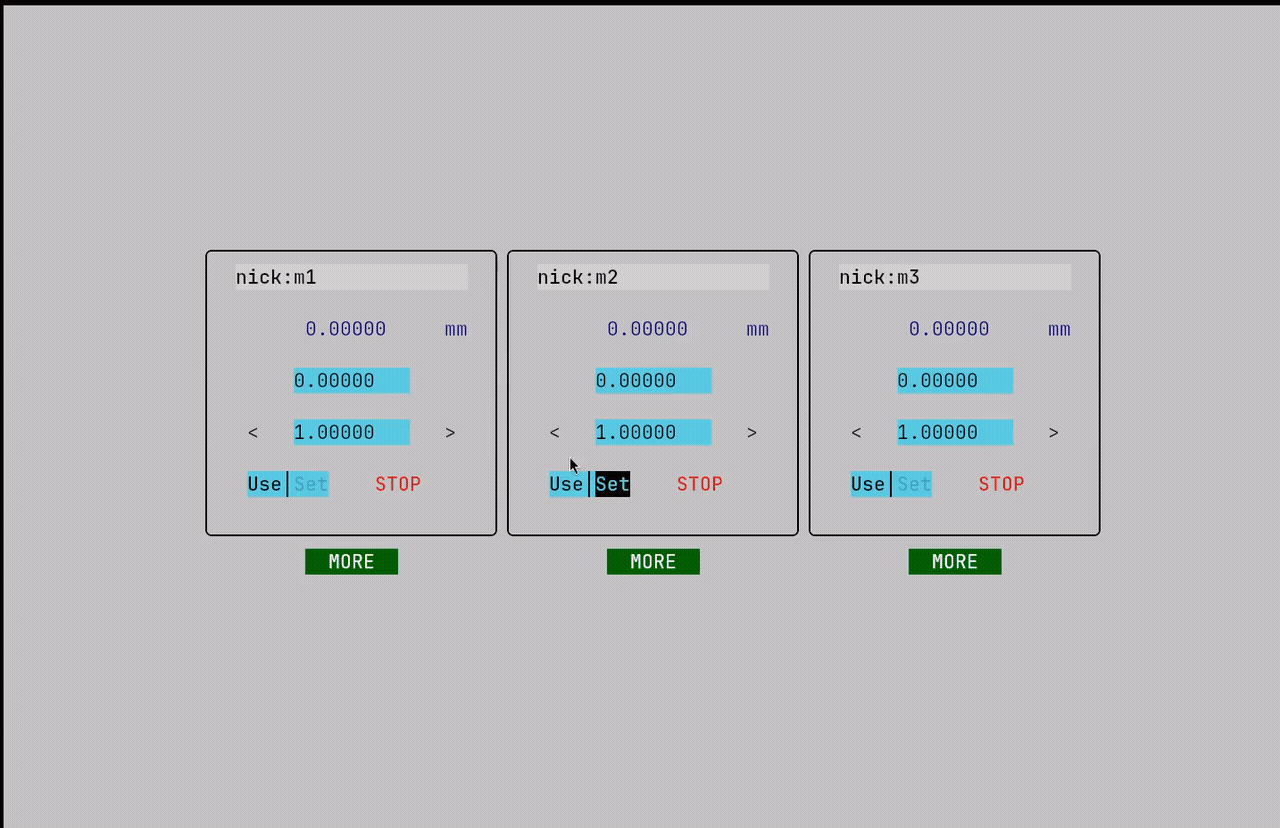 nick:m1 nick:m2 nick:m3
0.00000 mm 0.00000 mm 0.00000 mm
0.00000 0.00000 0.00000
< 1.00000 > < 1.00000 > < 1.00000 >
Use Set STOP Use Set STOP Use Set STOP
MORE MORE MORE